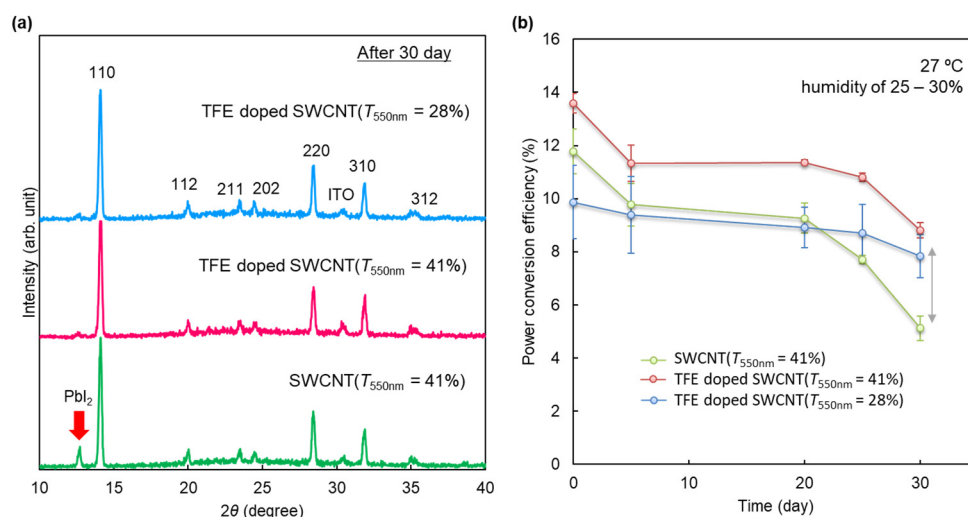 (a)
After 30 day
110
TFE doped SWCNT(T550nm = 28%)
112
211
202
220
ITO
310
312
TFE doped SWCNT(T550nm = 41%)
SWCNT(T550nm = 41%)
PbI2
Intensity (arb. unit)
10 15 20 25 30 35 40
2θ (degree)
(b)
27 ºC
humidity of 25 – 30%
16
14
12
10
8
6
4
2
0
Power conversion efficiency (%)
SWCNT(T550nm = 41%)
TFE doped SWCNT(T550nm = 41%)
TFE doped SWCNT(T550nm = 28%)
0 10 20 30
Time (day)